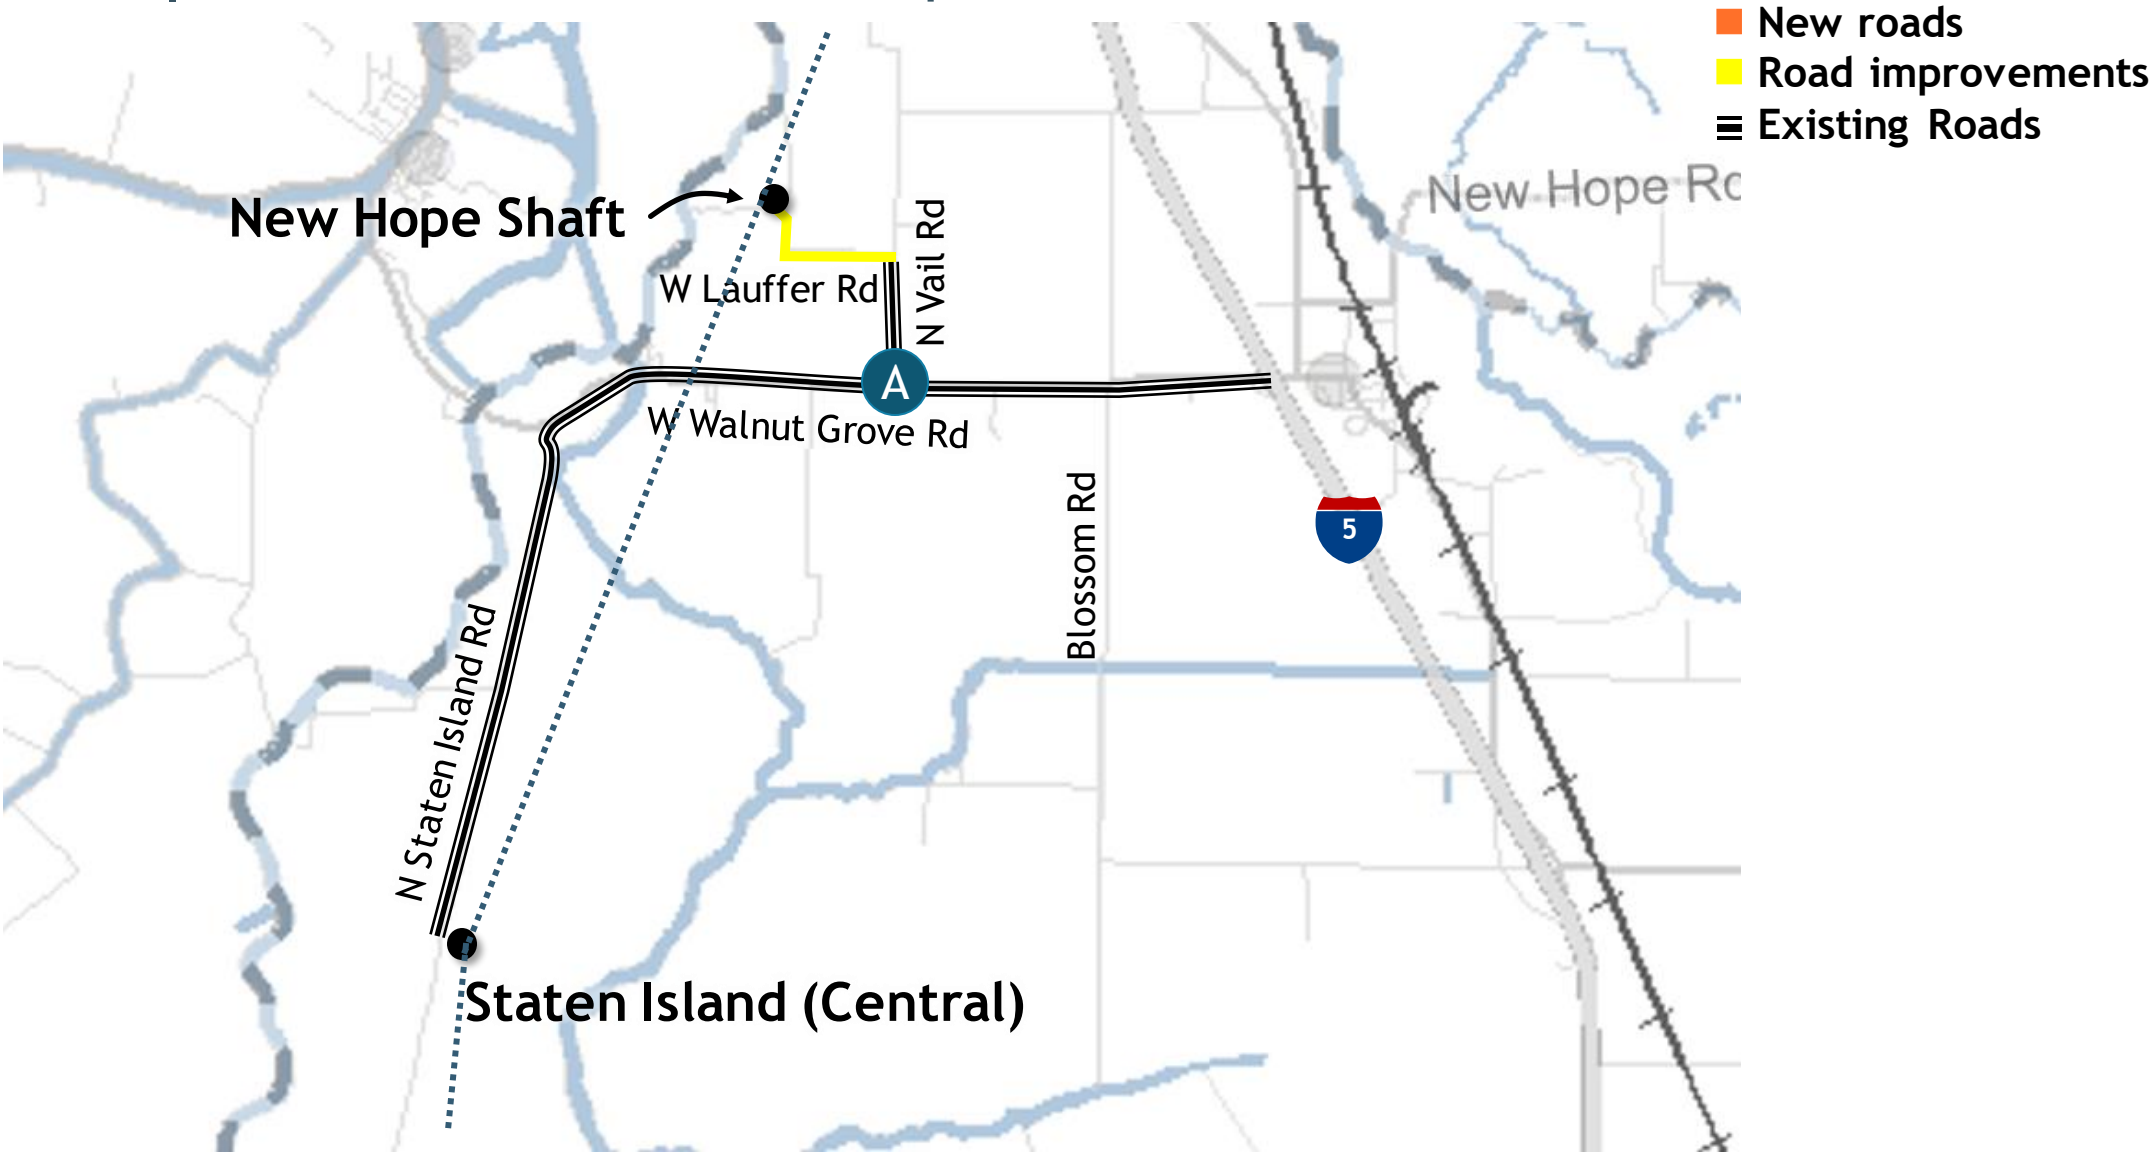 New roads
Road improvements
Existing Roads
New Hope Shaft
N Vail Rd
W Lauffer Rd
A
W Walnut Grove Rd
Blossom Rd
5
N Staten Island Rd
Staten Island (Central)
New Hope